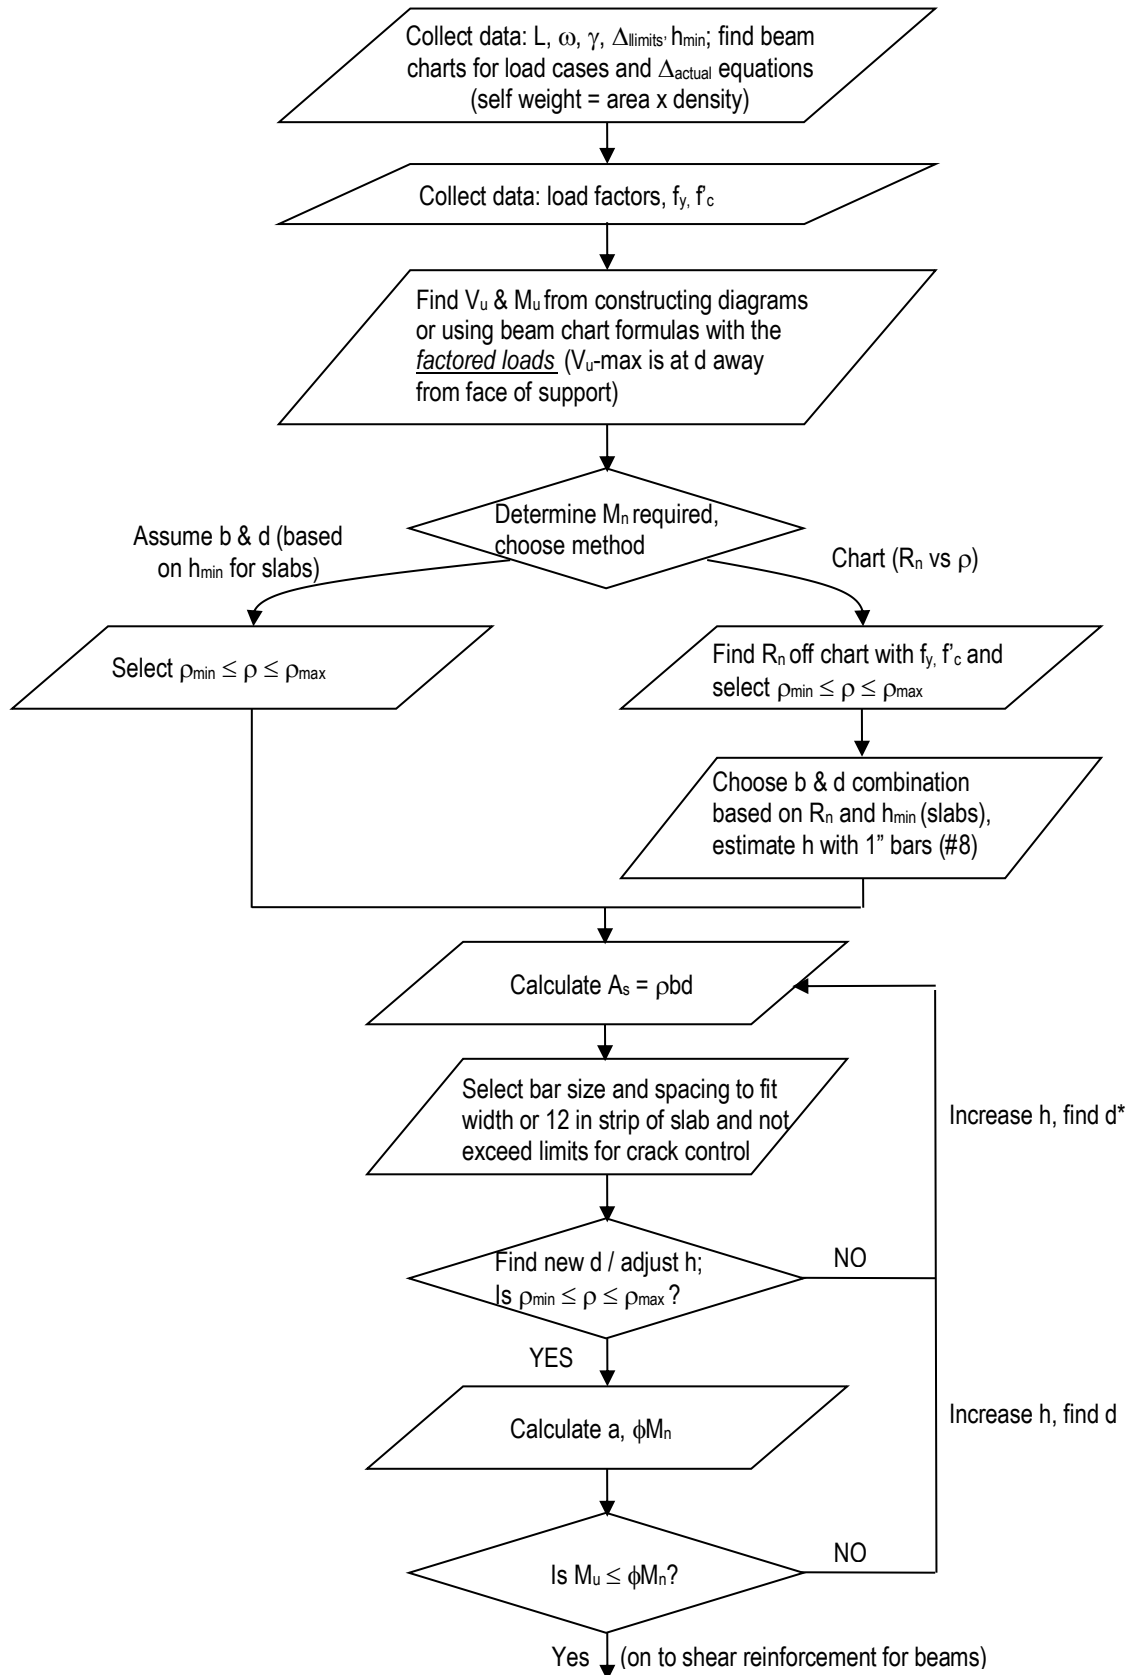 Collect data: L, ω, γ, Δllimits, hmin; find beam
charts for load cases and Δactual equations
(self weight = area x density)
Collect data: load factors, fy, f'c
Find Vu & Mu from constructing diagrams
or using beam chart formulas with the
factored loads (Vu-max is at d away
from face of support)
Determine Mn required,
choose method
Assume b & d (based
on hmin for slabs)
Chart (Rn vs ρ)
Select ρmin ≤ ρ ≤ ρmax
Find Rn off chart with fy, f'c and
select ρmin ≤ ρ ≤ ρmax
Choose b & d combination
based on Rn and hmin (slabs),
estimate h with 1” bars (#8)
Calculate As = ρbd
Select bar size and spacing to fit
width or 12 in strip of slab and not
exceed limits for crack control
Increase h, find d*
Find new d / adjust h;
Is ρmin ≤ ρ ≤ ρmax ?
NO
YES
Calculate a, ϕMn
Increase h, find d
Is Mu ≤ ϕMn?
NO
Yes (on to shear reinforcement for beams)